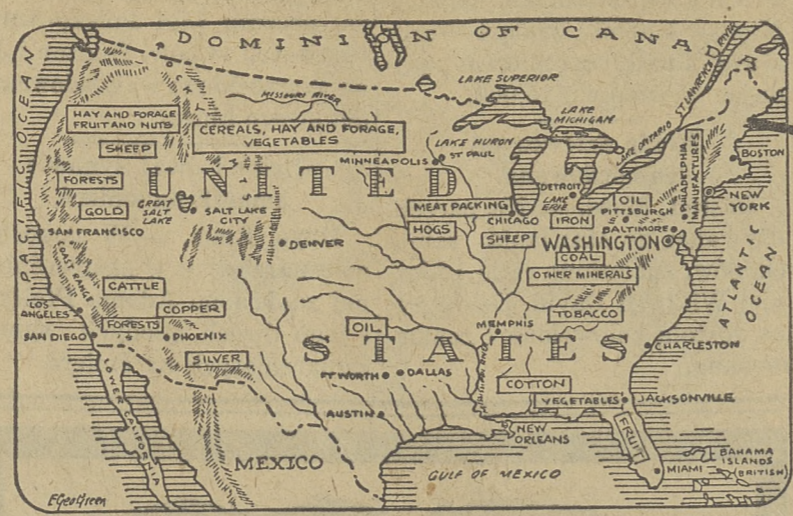 DOMINION OF CANA
PACIFIC OCEAN
LAKE SUPERIOR
MISSOURI RIVER
ST LAWRENCE RIVER
LAKE
MICHIGAN
HAY AND FORAGE
FRUIT AND NUTS
CEREALS, HAY AND FORAGE,
VEGETABLES
LAKE HURON
LAKE ONTARIO
SHEEP
MINNEAPOLIS
ST PAUL
BOSTON
FORESTS
UNITED
DETROIT
LAKE
ERIE
OIL
PHILADELPHIA
MANUFACTURES
NEW
YORK
GOLD
GREAT
SALT
LAKE
SALT LAKE
CITY
MEAT PACKING
CHICAGO
IRON
PITTSBURGH
BALTIMORE
SAN FRANCISCO
DENVER
HOGS
SHEEP
WASHINGTON
COAL
OTHER MINERALS
ATLANTIC
OCEAN
COAST RANGE
CATTLE
LOS
ANGELES
COPPER
TOBACCO
FORESTS
OIL
MEMPHIS
SAN DIEGO
PHOENIX
STATES
CHARLESTON
SILVER
FT WORTH
DALLAS
COTTON
LOWER CALIFORNIA
VEGETABLES
JACKSONVILLE
AUSTIN
NEW
ORLEANS
FRUIT
MEXICO
GULF OF MEXICO
MIAMI
BAHAMA
ISLANDS
(BRITISH)